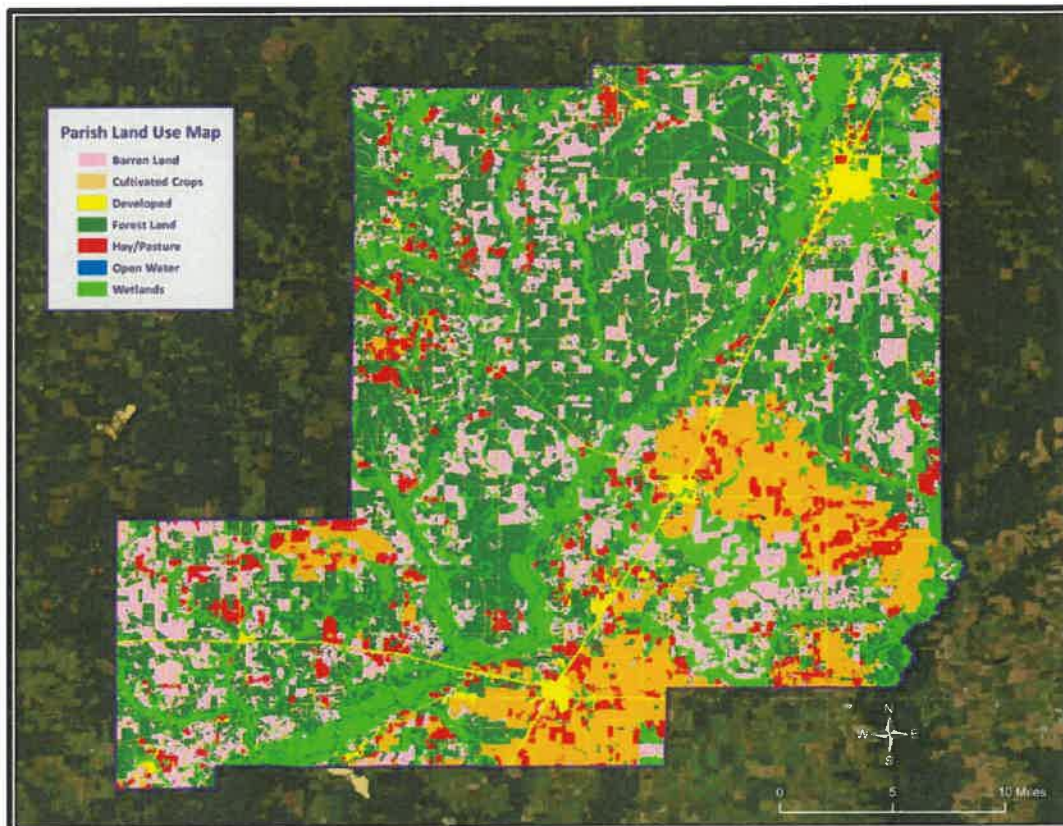 Parish Land Use Map
Barren Land
Cultivated Crops
Developed
Forest Land
Hay/Pasture
Open Water
Wetlands
N
W E
S
0 5 10 Miles